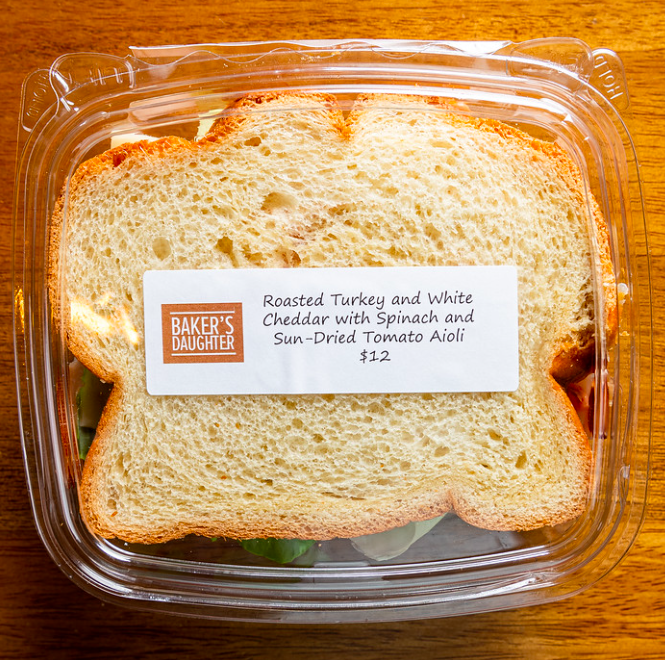 BAKER'S
DAUGHTER
Roasted Turkey and White
Cheddar with Spinach and
Sun-Dried Tomato Aioli
$12